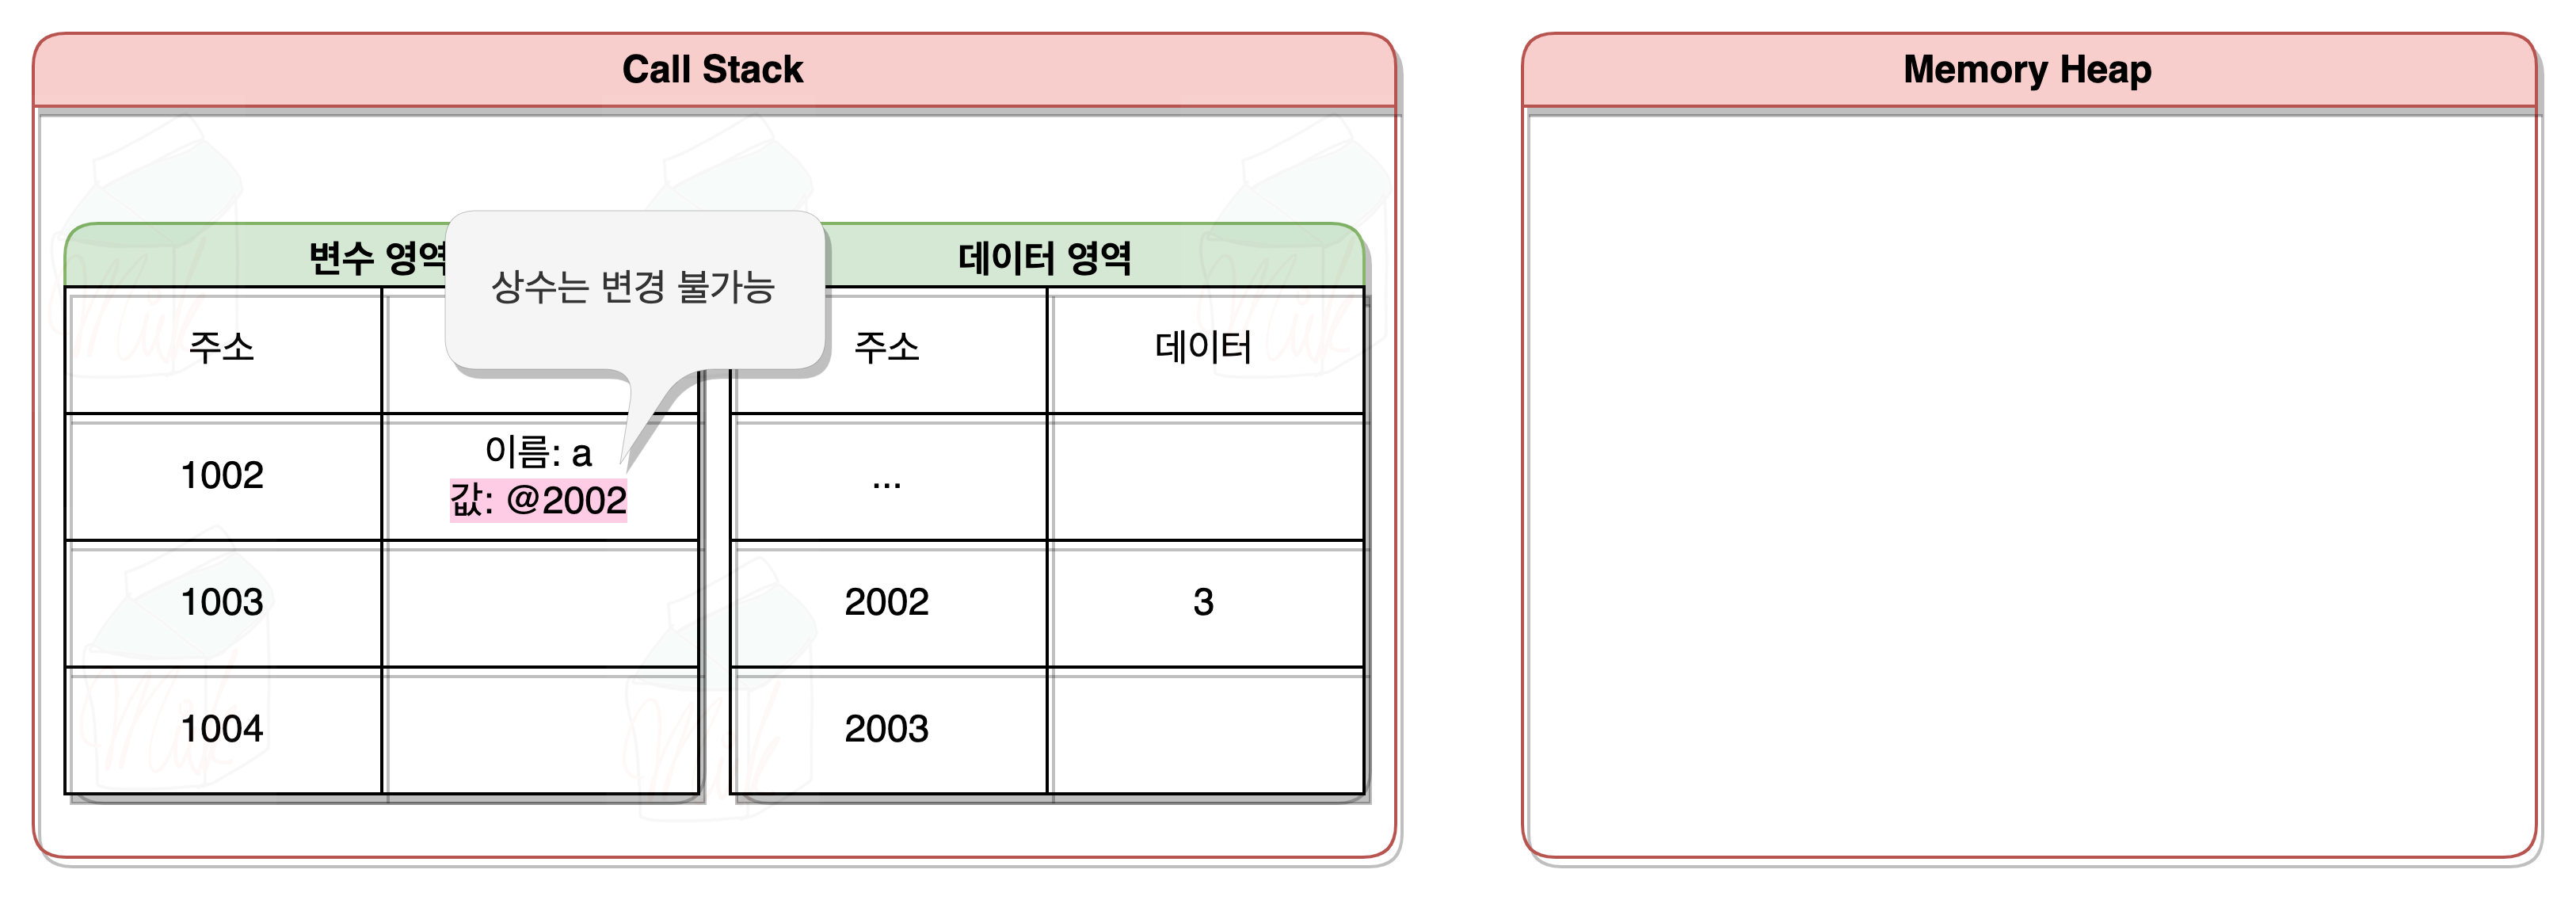 Call Stack
Memory Heap
변수 영역
데이터 영역
상수는 변경 불가능
주소
주소
데이터
1002
이름: a
값: @2002
...
1003
2002
3
1004
2003